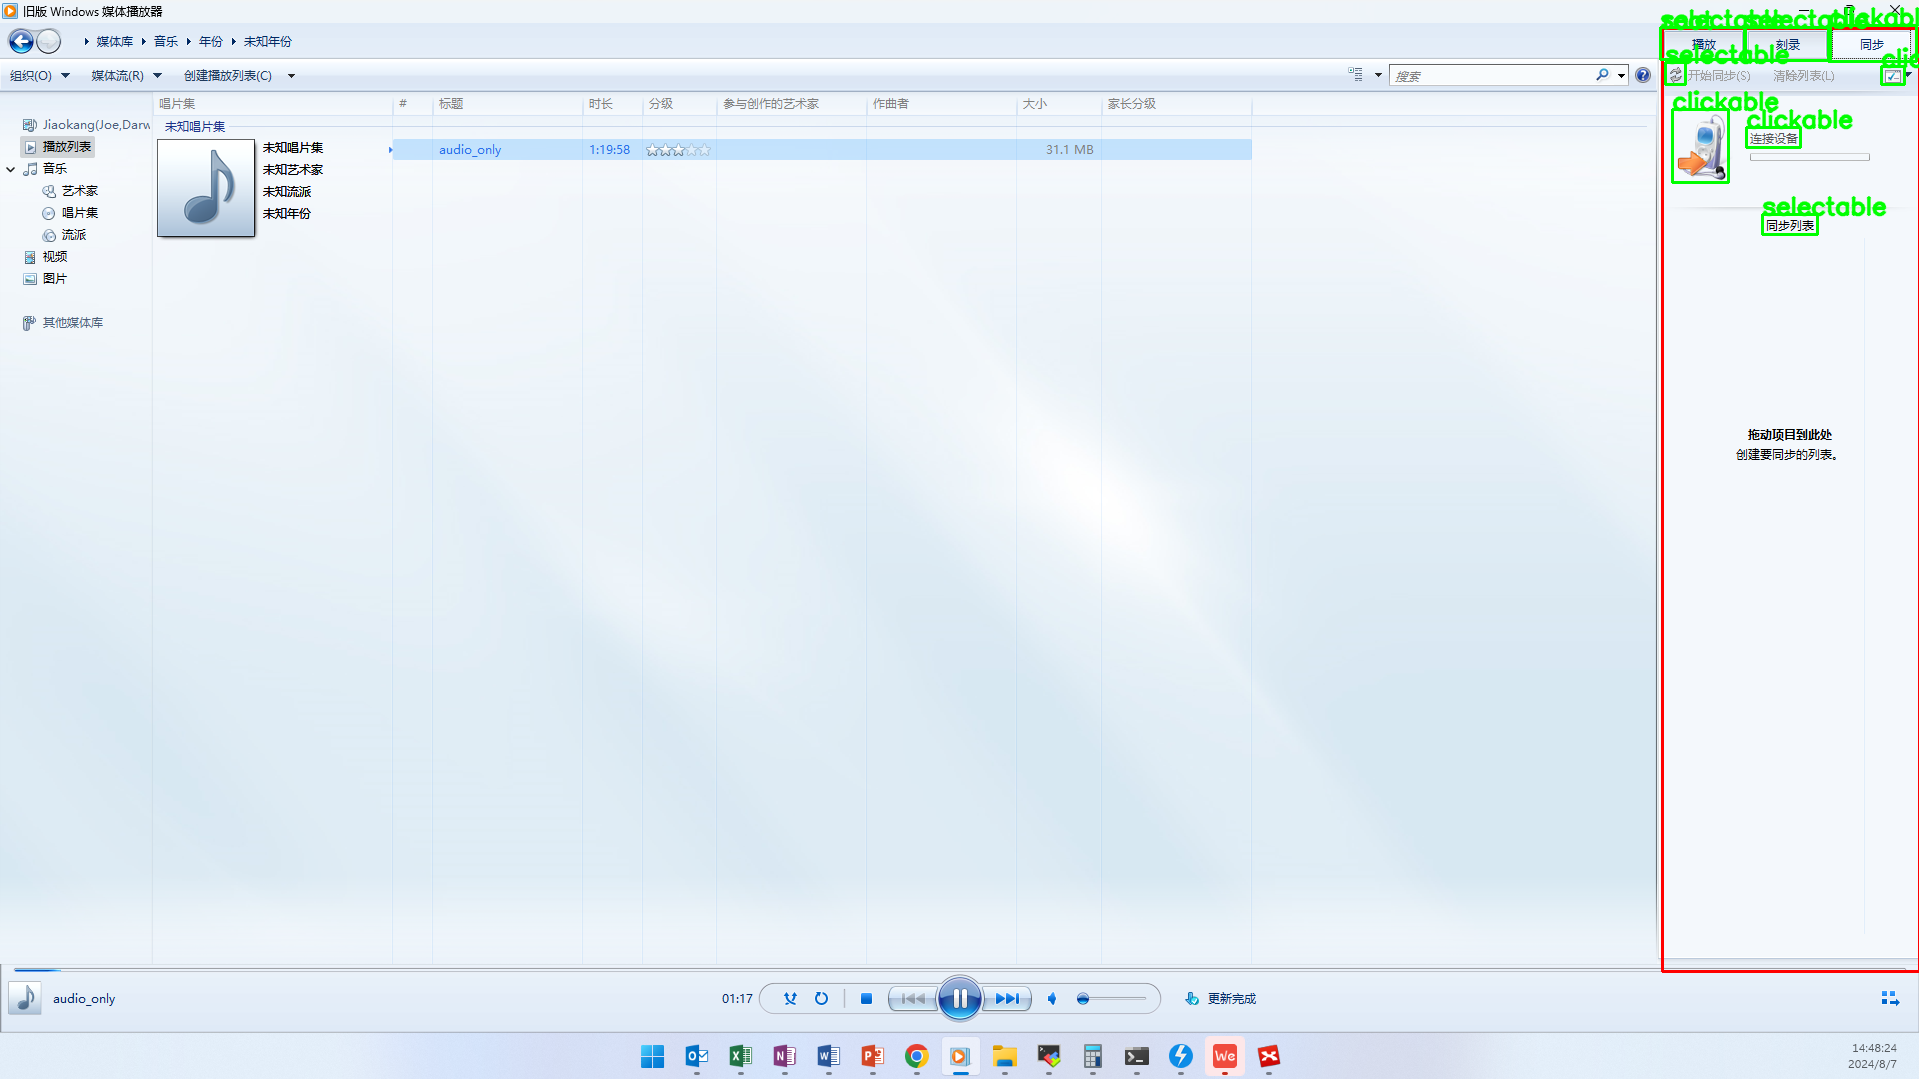 旧版 Windows 媒体播放器
媒体库 音乐 年份 未知年份
组织(O) 媒体流(R) 创建播放列表(C)
搜索
唱片集 # 标题 时长 分级 参与创作的艺术家 作曲者 大小 家长分级
Jiaokang(Joe,Darw
播放列表
音乐
艺术家
唱片集
流派
视频
图片
其他媒体库
未知唱片集
未知唱片集
未知艺术家
未知流派
未知年份
audio_only 1:19:58 31.1 MB
selectable
clickable
播放 刻录 同步
selectable
开始同步(S) 清除列表(L)
clickable
clickable
连接设备
selectable
同步列表
拖动项目到此处
创建要同步的列表。
audio_only
01:17
更新完成
14:48:24
2024/8/7